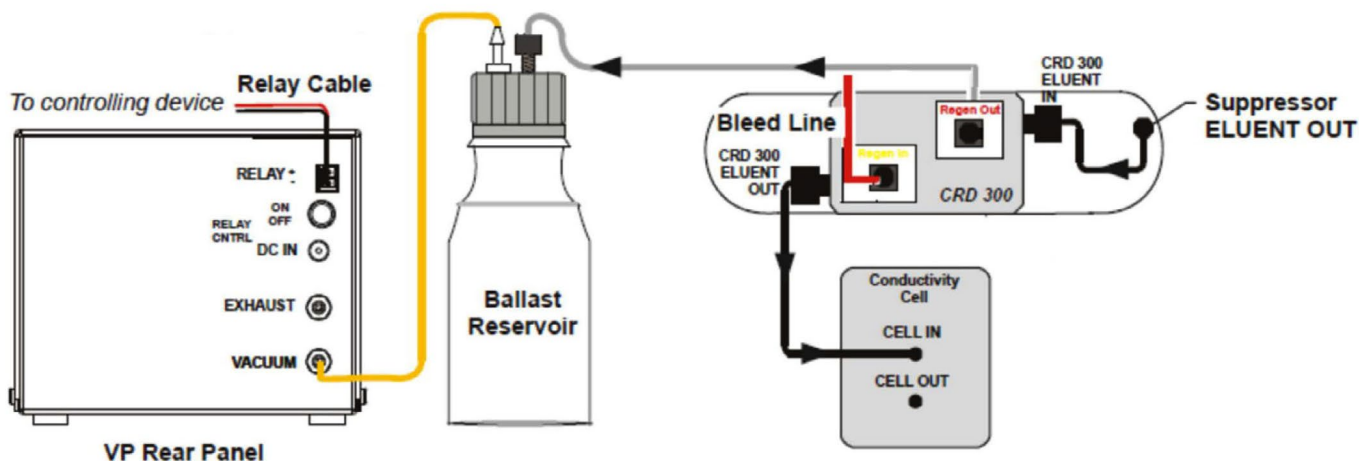 Relay Cable
To controlling device
RELAY + -
ON
OFF
RELAY
CNTRL
DC IN
EXHAUST
VACUUM
VP Rear Panel
Ballast
Reservoir
Bleed Line
CRD 300
ELUENT
OUT
Regen In
Regen Out
CRD 300
CRD 300
ELUENT
IN
Suppressor
ELUENT OUT
Conductivity
Cell
CELL IN
CELL OUT